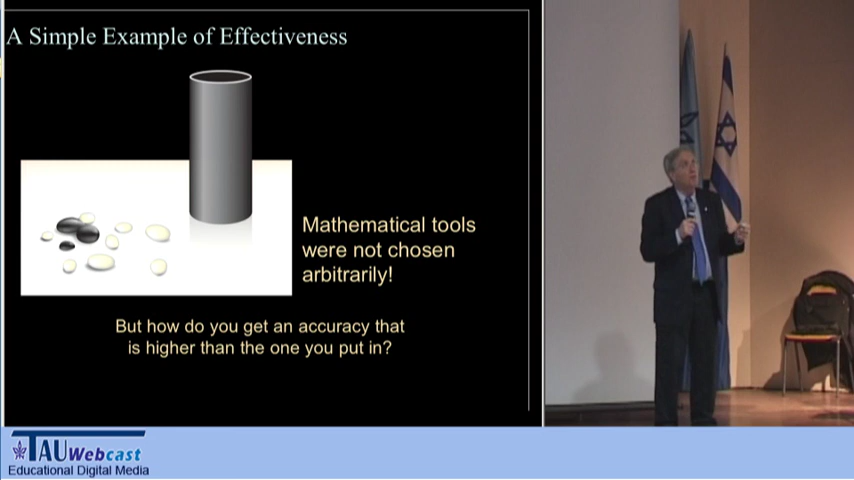 A Simple Example of Effectiveness
Mathematical tools
were not chosen
arbitrarily!
But how do you get an accuracy that
is higher than the one you put in?
TAUWebcast
Educational Digital Media